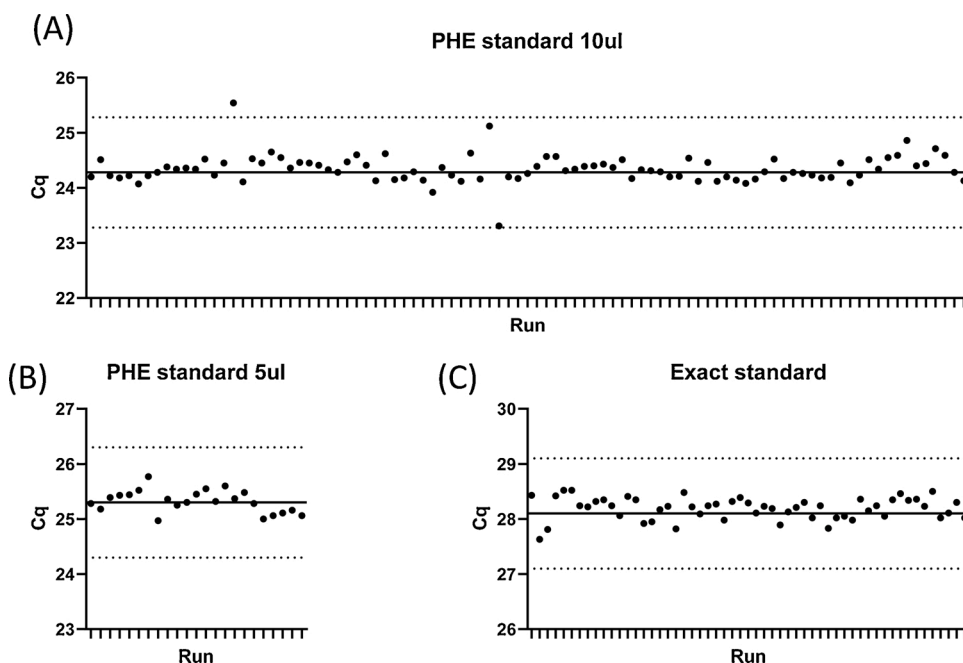 (A)
PHE standard 10ul
26
25
24
23
22
Cq
Run
(B)
PHE standard 5ul
27
26
25
24
23
Cq
Run
(C)
Exact standard
30
29
28
27
26
Cq
Run